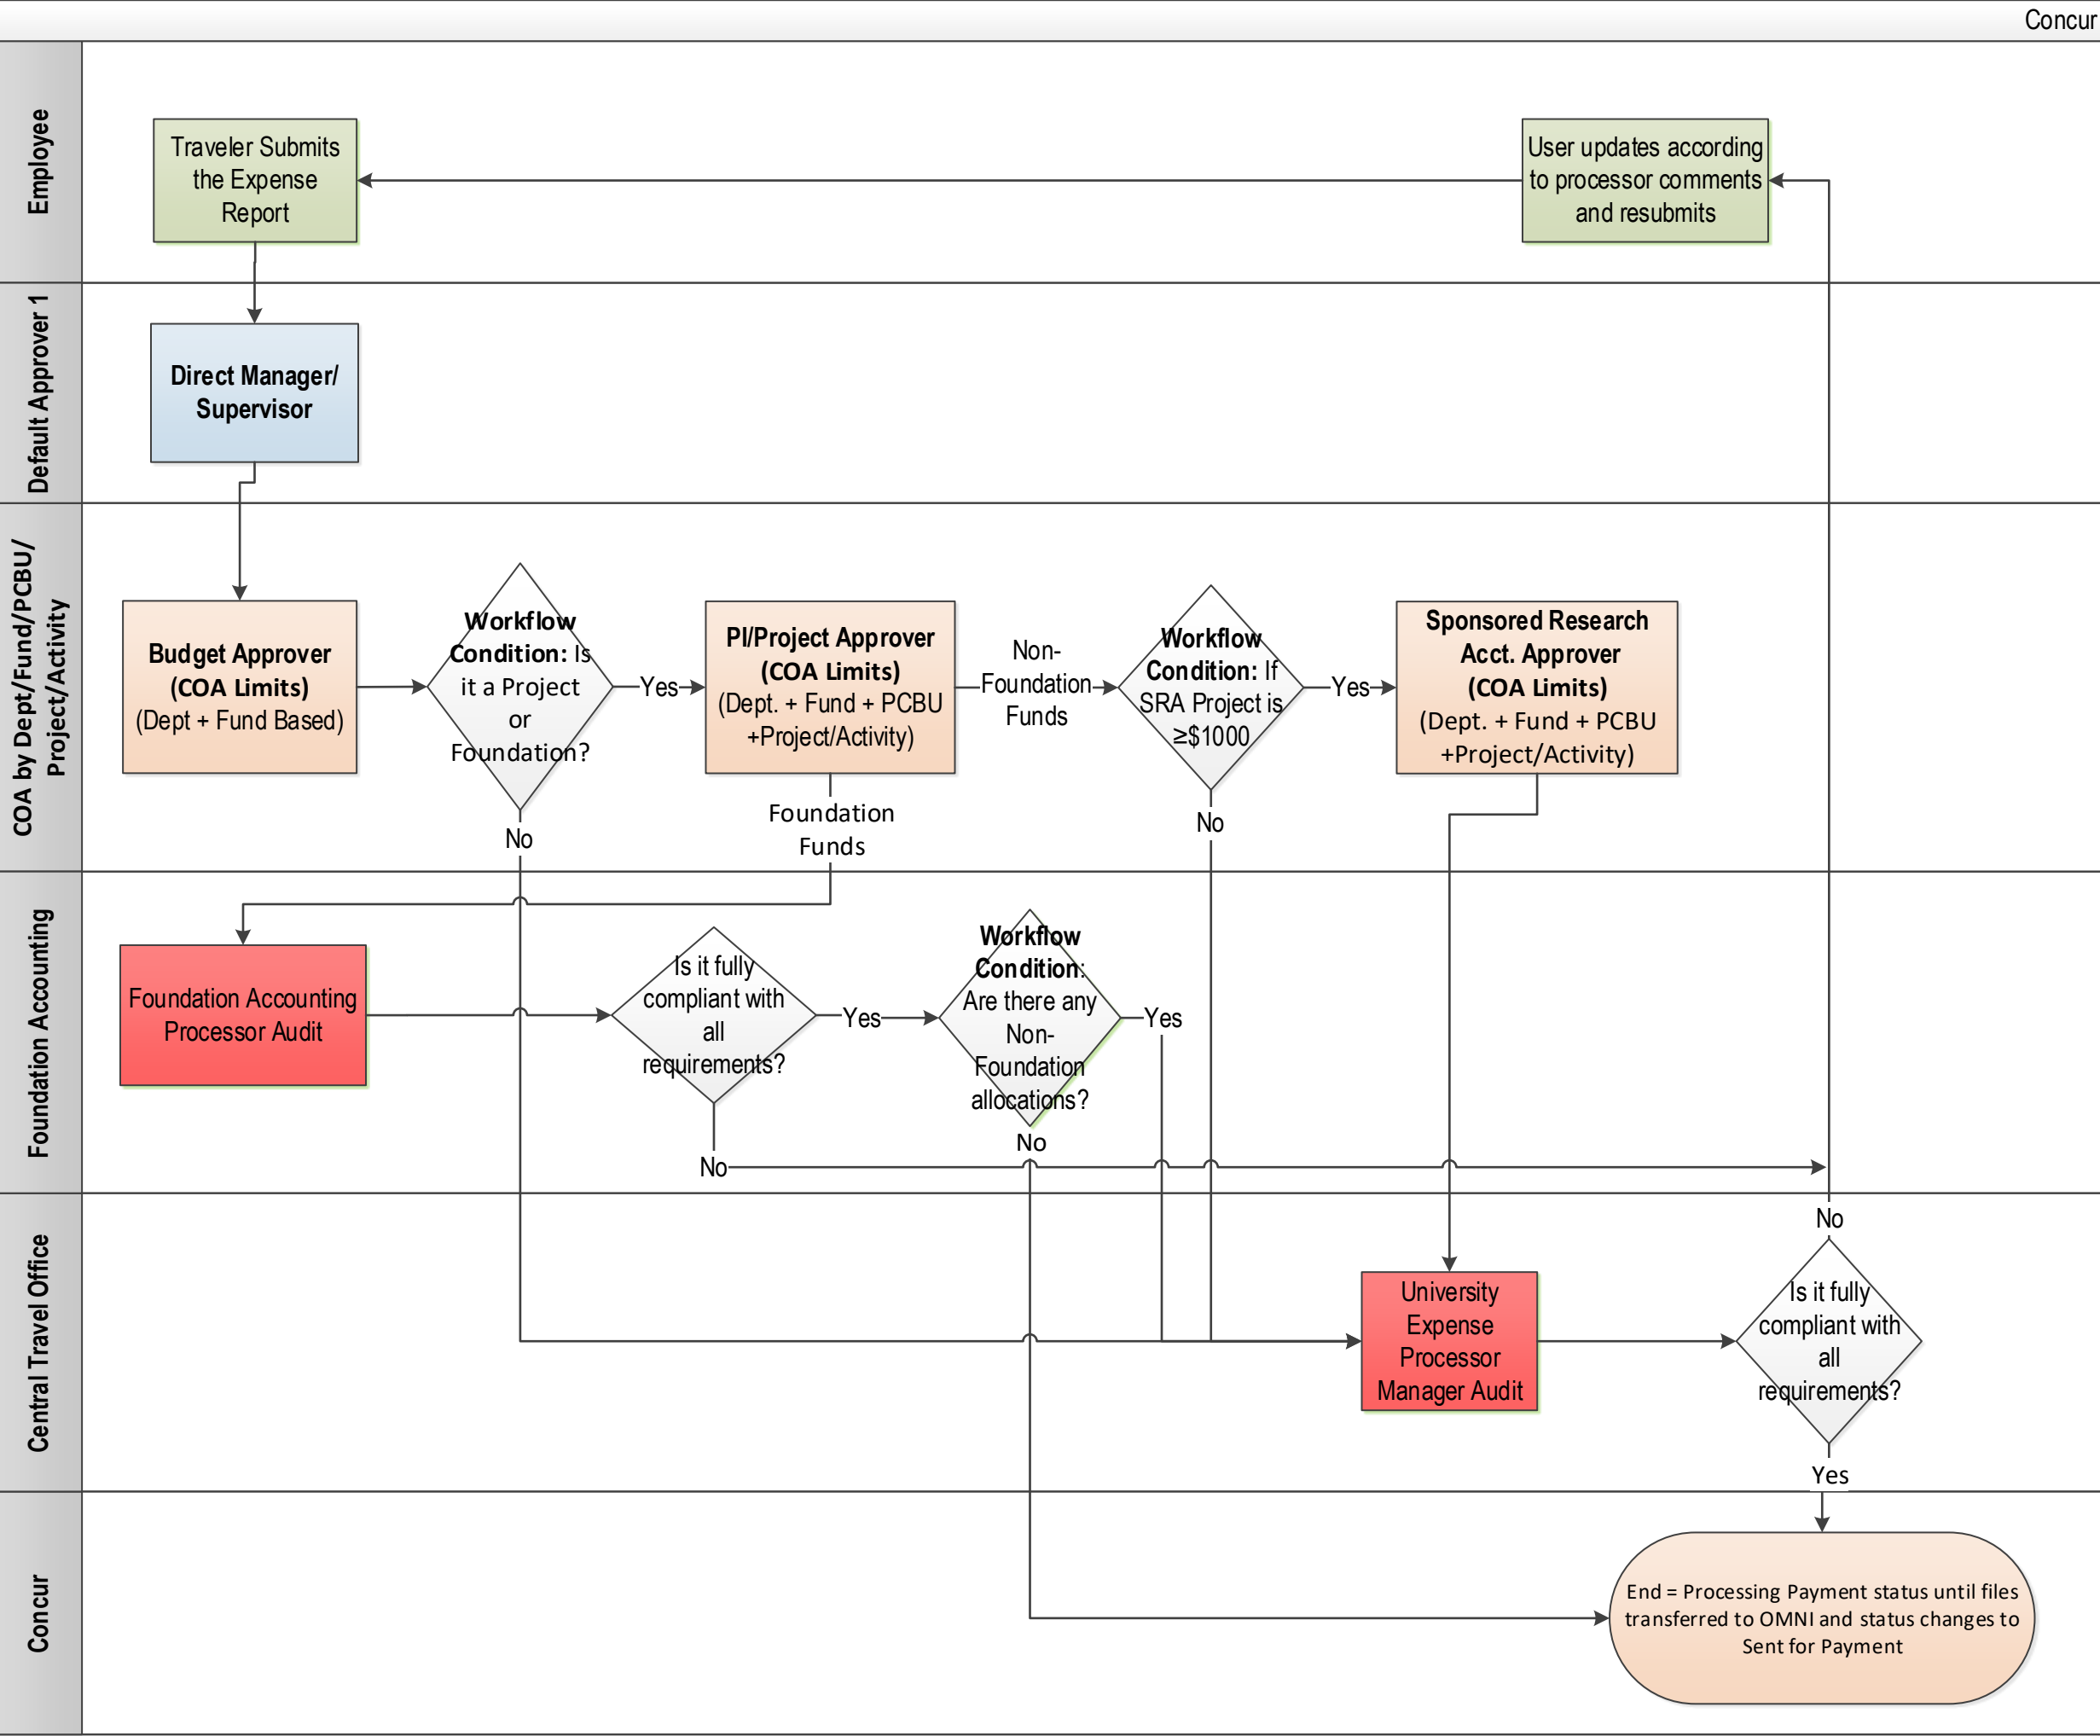 Concur
Employee
Traveler Submits
the Expense
Report
User updates according
to processor comments
and resubmits
Default Approver 1
Direct Manager/
Supervisor
COA by Dept/Fund/PCBU/
Project/Activity
Budget Approver
(COA Limits)
(Dept + Fund Based)
Workflow
Condition: Is
it a Project
or
Foundation?
Yes
No
PI/Project Approver
(COA Limits)
(Dept. + Fund + PCBU
+Project/Activity)
Non-
Foundation
Funds
Foundation
Funds
Workflow
Condition: If
SRA Project is
≥$1000
Yes
No
Sponsored Research
Acct. Approver
(COA Limits)
(Dept. + Fund + PCBU
+Project/Activity)
Foundation Accounting
Foundation Accounting
Processor Audit
Is it fully
compliant with
all
requirements?
Yes
No
Workflow
Condition:
Are there any
Non-
Foundation
allocations?
Yes
No
Central Travel Office
University
Expense
Processor
Manager Audit
No
Is it fully
compliant with
all
requirements?
Yes
Concur
End = Processing Payment status until files
transferred to OMNI and status changes to
Sent for Payment